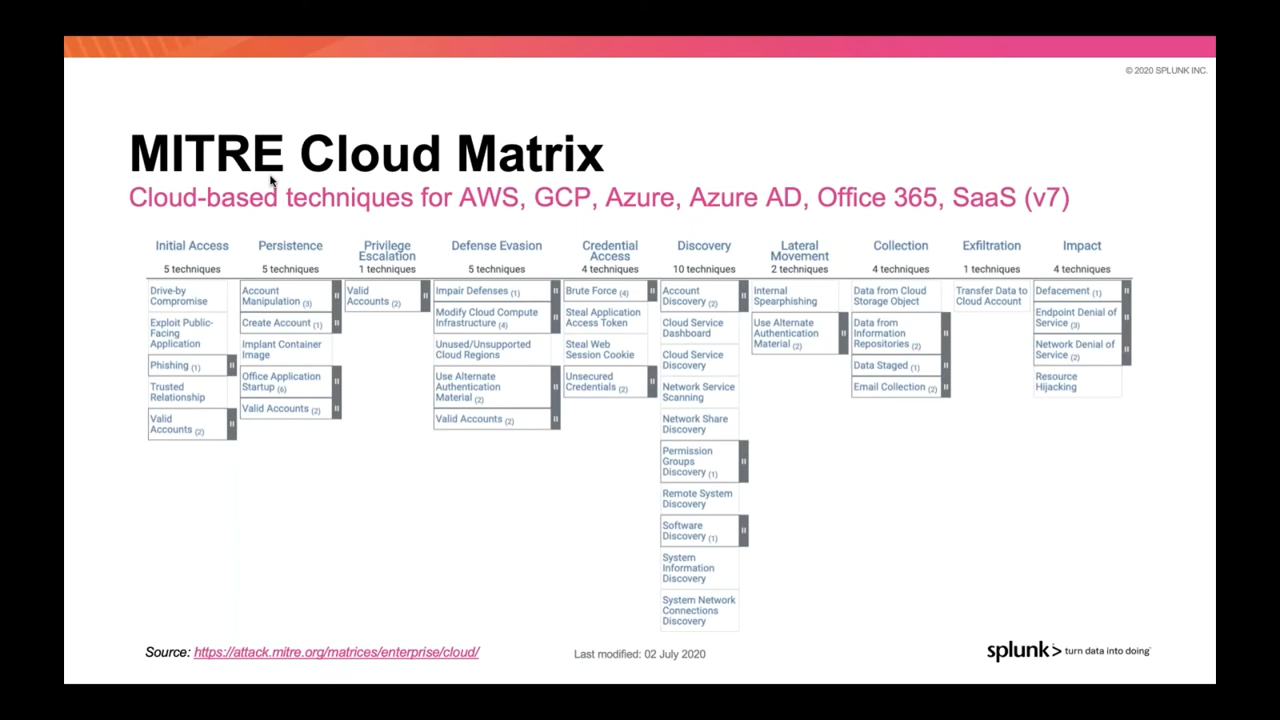 © 2020 SPLUNK INC.
MITRE Cloud Matrix
Cloud-based techniques for AWS, GCP, Azure, Azure AD, Office 365, SaaS (v7)
Initial Access
5 techniques
Drive-by
Compromise
Exploit Public-
Facing
Application
Phishing (1)
Trusted
Relationship
Valid
Accounts (2)
Persistence
5 techniques
Account
Manipulation (3)
Create Account (1)
Implant Container
Image
Office Application
Startup (6)
Valid Accounts (2)
Privilege
Escalation
1 techniques
Valid
Accounts (2)
Defense Evasion
5 techniques
Impair Defenses (1)
Modify Cloud Compute
Infrastructure (4)
Unused/Unsupported
Cloud Regions
Use Alternate
Authentication
Material (2)
Valid Accounts (2)
Credential
Access
4 techniques
Brute Force (4)
Steal Application
Access Token
Steal Web
Session Cookie
Unsecured
Credentials (2)
Discovery
10 techniques
Account
Discovery (2)
Cloud Service
Dashboard
Cloud Service
Discovery
Network Service
Scanning
Network Share
Discovery
Permission
Groups
Discovery (1)
Remote System
Discovery
Software
Discovery (1)
System
Information
Discovery
System Network
Connections
Discovery
Lateral
Movement
2 techniques
Internal
Spearphishing
Use Alternate
Authentication
Material (2)
Collection
4 techniques
Data from Cloud
Storage Object
Data from
Information
Repositories (2)
Data Staged (1)
Email Collection (2)
Exfiltration
1 techniques
Transfer Data to
Cloud Account
Impact
4 techniques
Defacement (1)
Endpoint Denial of
Service (3)
Network Denial of
Service (2)
Resource
Hijacking
Source: https://attack.mitre.org/matrices/enterprise/cloud/
Last modified: 02 July 2020
splunk> turn data into doing